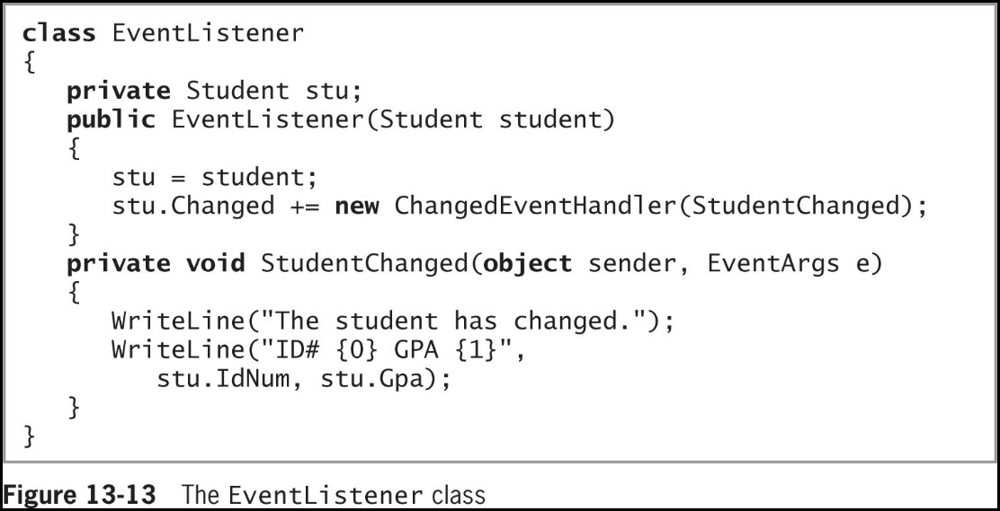 class EventListener
{
   private Student stu;
   public EventListener(Student student)
   {
      stu = student;
      stu.Changed += new ChangedEventHandler(StudentChanged);
   }
   private void StudentChanged(object sender, EventArgs e)
   {
      WriteLine("The student has changed.");
      WriteLine("ID# {0} GPA {1}",
         stu.IdNum, stu.Gpa);
   }
}
Figure 13-13 The EventListener class